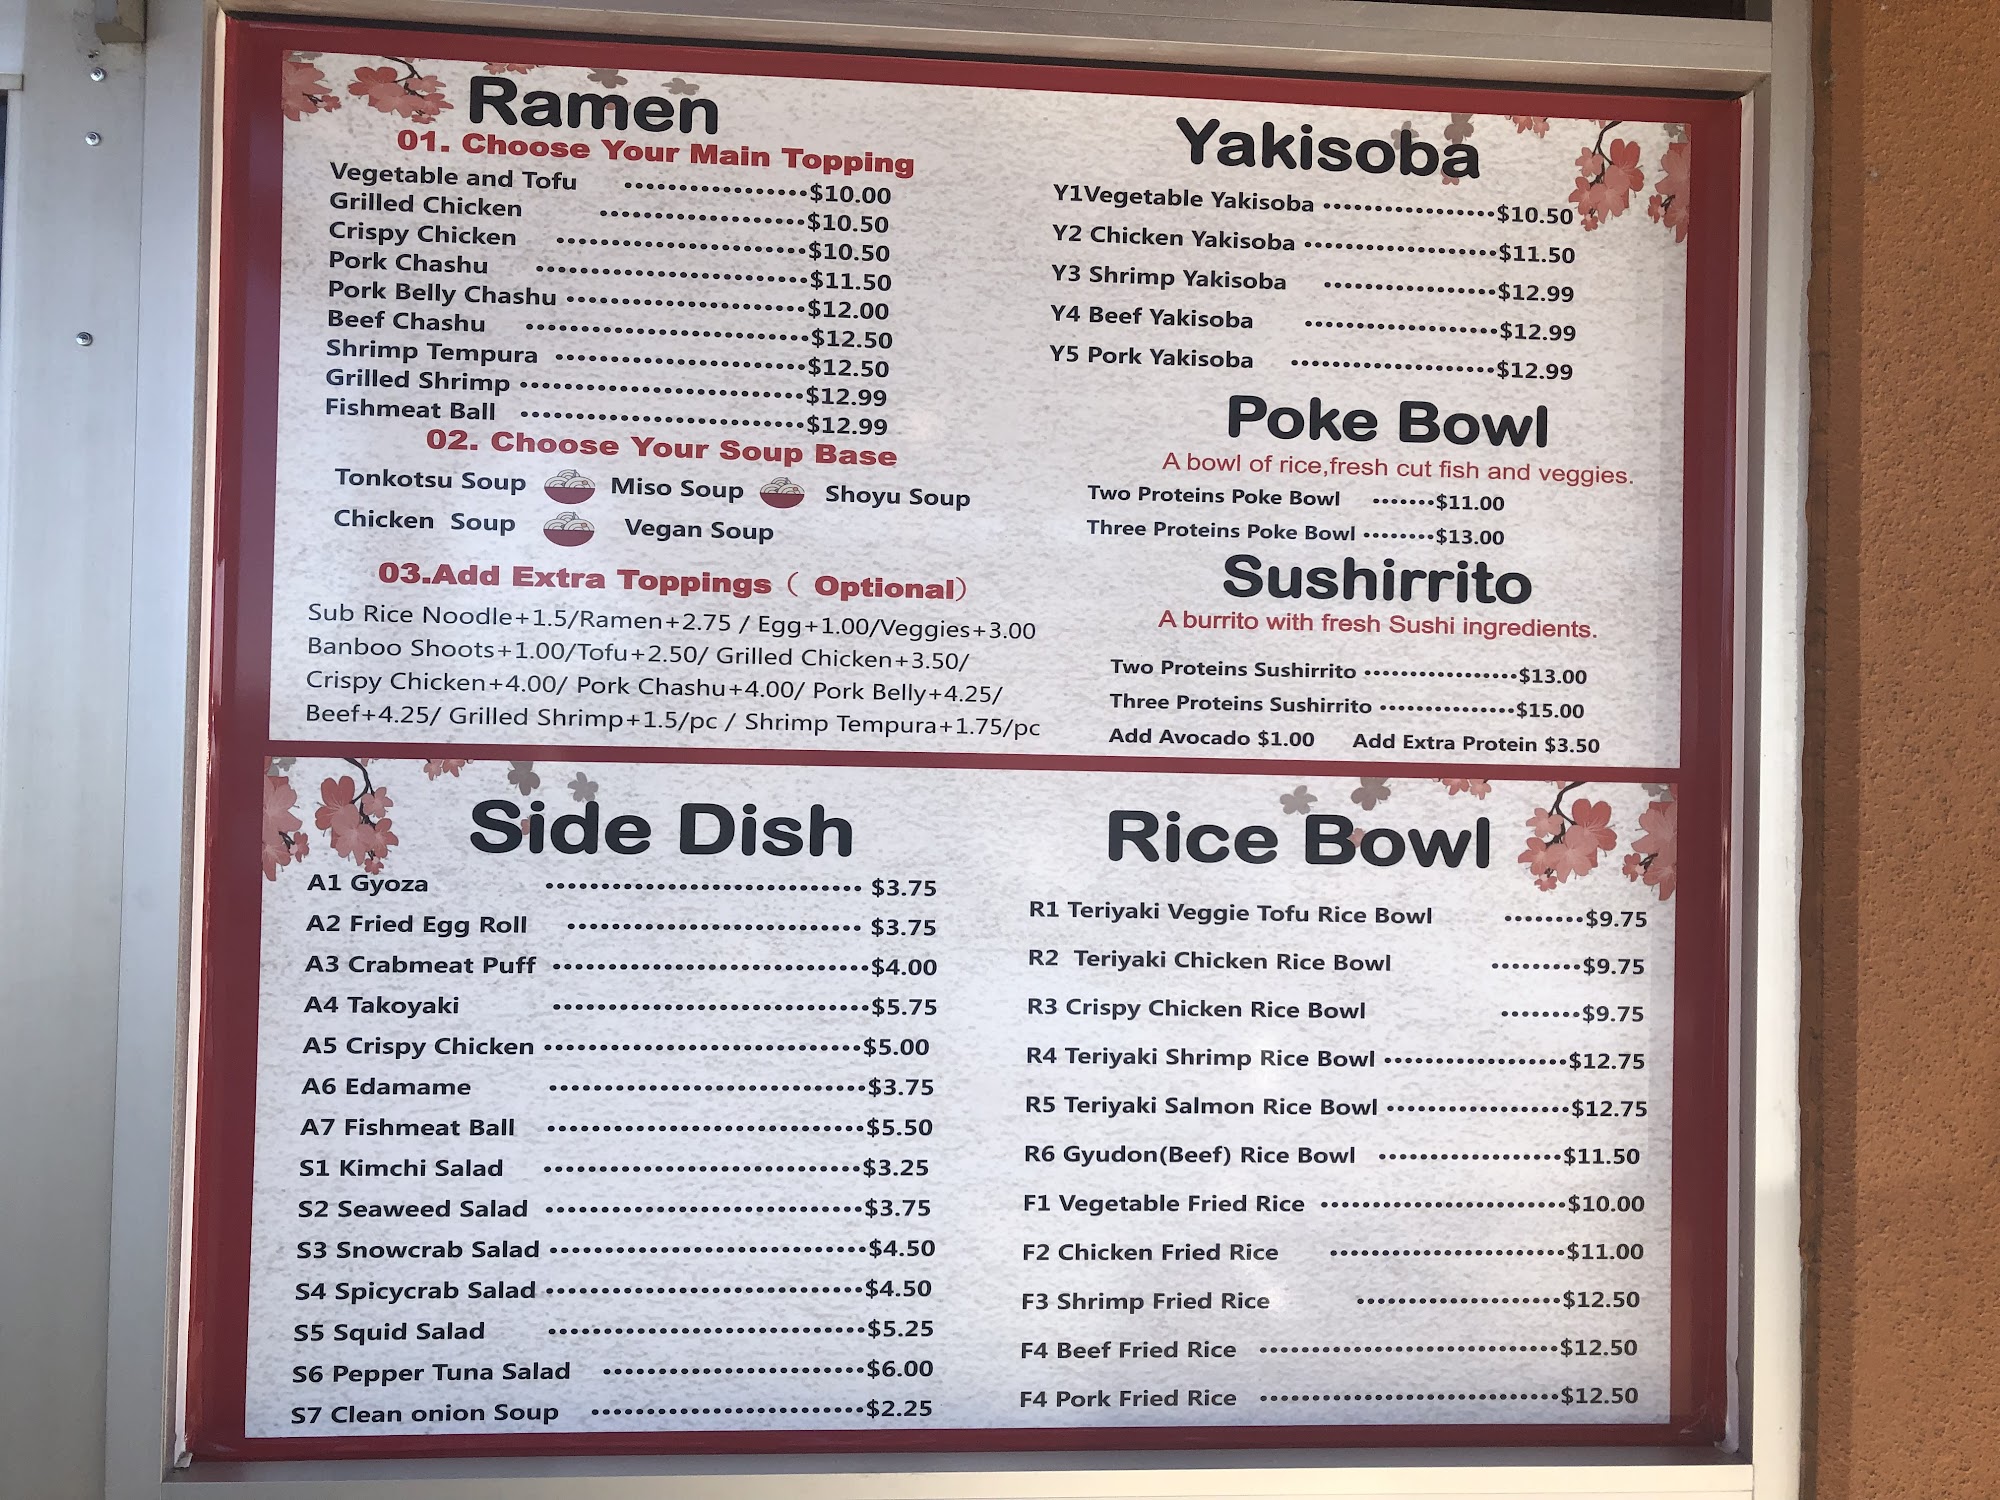 Ramen
01. Choose Your Main Topping
Vegetable and Tofu ·················$10.00
Grilled Chicken ···················$10.50
Crispy Chicken ·······················$10.50
Pork Chashu ·························$11.50
Pork Belly Chashu ······················$12.00
Beef Chashu ··························$12.50
Shrimp Tempura ·······················$12.50
Grilled Shrimp ··························$12.99
Fishmeat Ball ··························$12.99
02. Choose Your Soup Base
Tonkotsu Soup Miso Soup Shoyu Soup
Chicken Soup Vegan Soup
03.Add Extra Toppings ( Optional)
Sub Rice Noodle+1.5/Ramen+2.75 / Egg+1.00/Veggies+3.00
Banboo Shoots+1.00/Tofu+2.50/ Grilled Chicken+3.50/
Crispy Chicken+4.00/ Pork Chashu+4.00/ Pork Belly+4.25/
Beef+4.25/ Grilled Shrimp+1.5/pc / Shrimp Tempura+1.75/pc
Yakisoba
Y1Vegetable Yakisoba ················$10.50
Y2 Chicken Yakisoba ··················$11.50
Y3 Shrimp Yakisoba ················$12.99
Y4 Beef Yakisoba ··················$12.99
Y5 Pork Yakisoba ···················$12.99
Poke Bowl
A bowl of rice,fresh cut fish and veggies.
Two Proteins Poke Bowl ·······$11.00
Three Proteins Poke Bowl ········$13.00
Sushirrito
A burrito with fresh Sushi ingredients.
Two Proteins Sushirrito ·················$13.00
Three Proteins Sushirrito ···············$15.00
Add Avocado $1.00 Add Extra Protein $3.50
Side Dish
A1 Gyoza ····························· $3.75
A2 Fried Egg Roll ··························· $3.75
A3 Crabmeat Puff ·····························$4.00
A4 Takoyaki ·····························$5.75
A5 Crispy Chicken ·····························$5.00
A6 Edamame ·····························$3.75
A7 Fishmeat Ball ·····························$5.50
S1 Kimchi Salad ·····························$3.25
S2 Seaweed Salad ·····························$3.75
S3 Snowcrab Salad ·····························$4.50
S4 Spicycrab Salad ·····························$4.50
S5 Squid Salad ·····························$5.25
S6 Pepper Tuna Salad ························$6.00
S7 Clean onion Soup ·························$2.25
Rice Bowl
R1 Teriyaki Veggie Tofu Rice Bowl ········$9.75
R2 Teriyaki Chicken Rice Bowl ·········$9.75
R3 Crispy Chicken Rice Bowl ········$9.75
R4 Teriyaki Shrimp Rice Bowl ·················$12.75
R5 Teriyaki Salmon Rice Bowl ·················$12.75
R6 Gyudon(Beef) Rice Bowl ·················$11.50
F1 Vegetable Fried Rice ·······················$10.00
F2 Chicken Fried Rice ······················$11.00
F3 Shrimp Fried Rice ···················$12.50
F4 Beef Fried Rice ···························$12.50
F4 Pork Fried Rice ···························$12.50